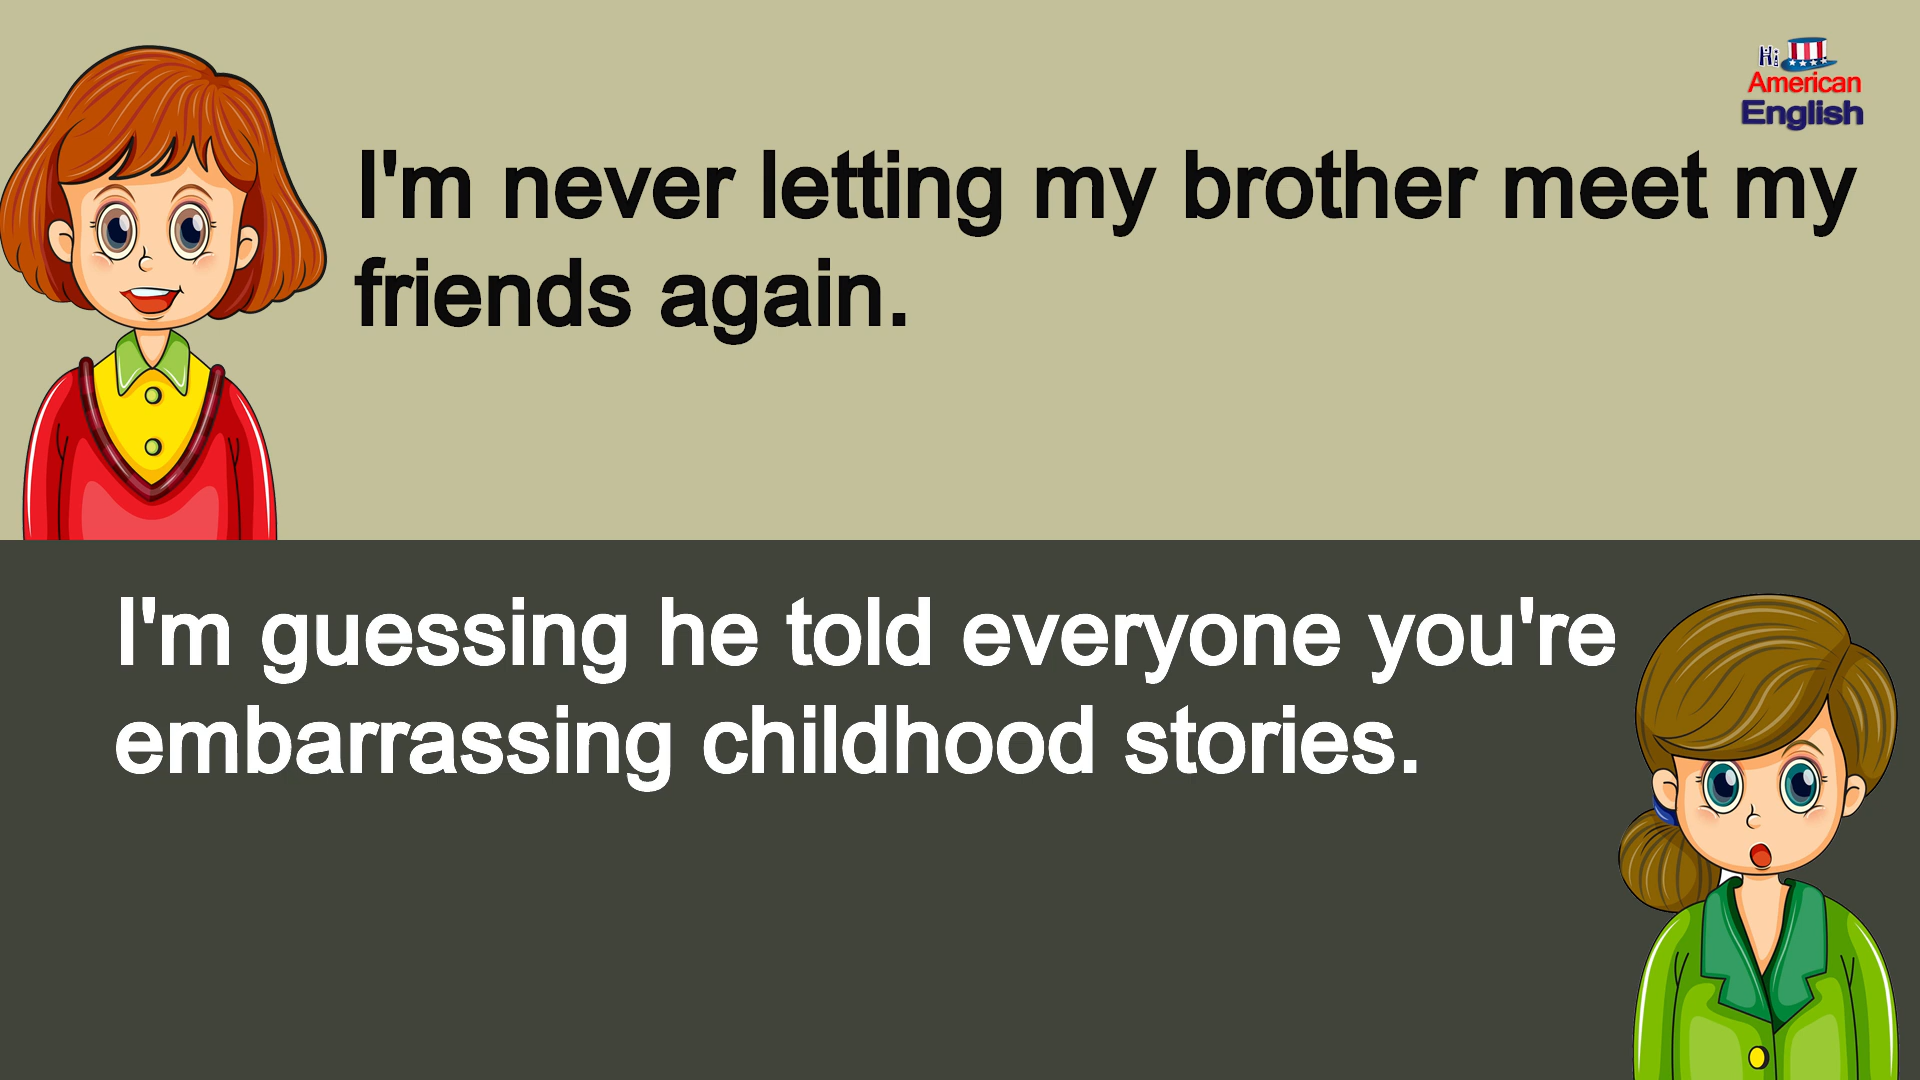 Hi
American
English
I'm never letting my brother meet my
friends again.
I'm guessing he told everyone you're
embarrassing childhood stories.